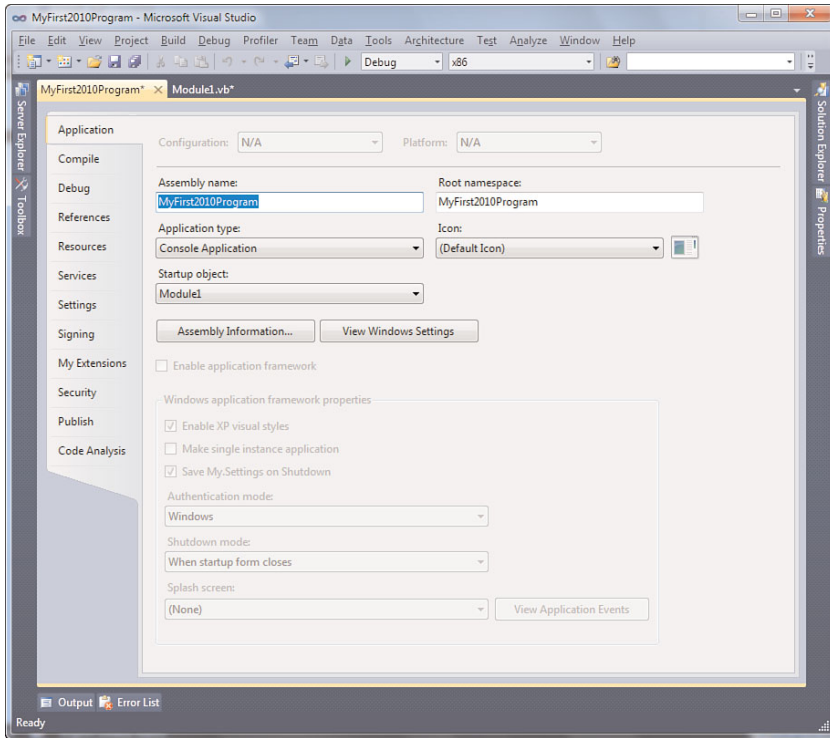 MyFirst2010Program - Microsoft Visual Studio
File Edit View Project Build Debug Profiler Team Data Tools Architecture Test Analyze Window Help
Debug x86
MyFirst2010Program* Module1.vb*
Server Explorer
Toolbox
Application
Compile
Debug
References
Resources
Services
Settings
Signing
My Extensions
Security
Publish
Code Analysis
Configuration: N/A Platform: N/A
Assembly name: Root namespace:
MyFirst2010Program MyFirst2010Program
Application type: Icon:
Console Application (Default Icon)
Startup object:
Module1
Assembly Information... View Windows Settings
Enable application framework
Windows application framework properties
Enable XP visual styles
Make single instance application
Save My.Settings on Shutdown
Authentication mode:
Windows
Shutdown mode:
When startup form closes
Splash screen:
(None) View Application Events
Solution Explorer
Properties
Output Error List
Ready